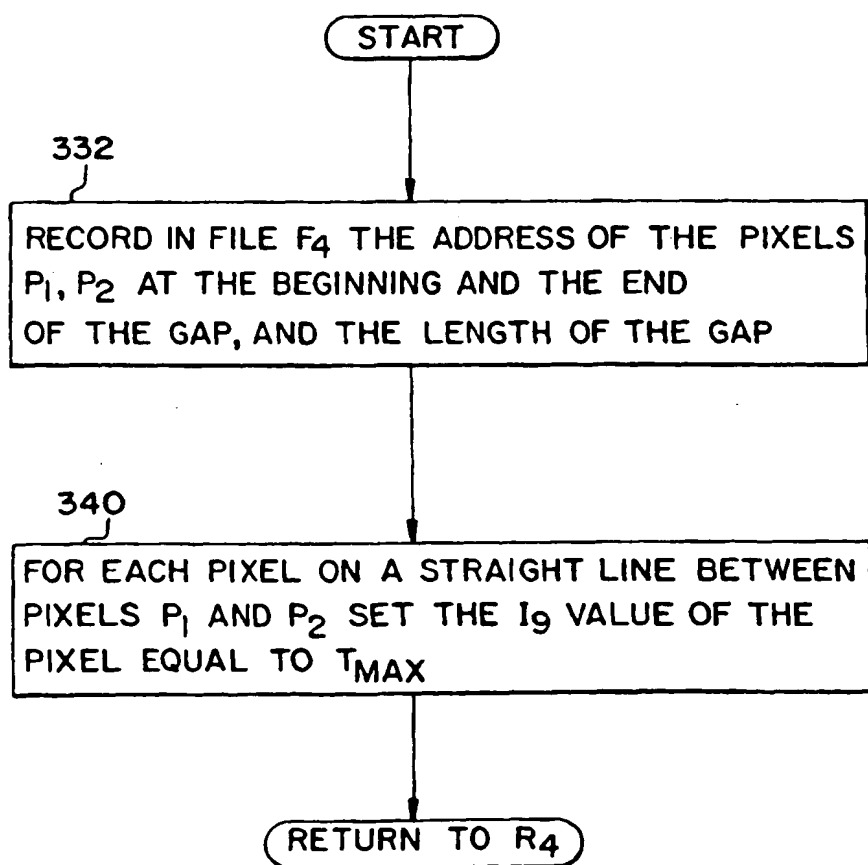 START
332
RECORD IN FILE F4 THE ADDRESS OF THE PIXELS
P1, P2 AT THE BEGINNING AND THE END
OF THE GAP, AND THE LENGTH OF THE GAP
340
FOR EACH PIXEL ON A STRAIGHT LINE BETWEEN
PIXELS P1 AND P2 SET THE I9 VALUE OF THE
PIXEL EQUAL TO TMAX
RETURN TO R4